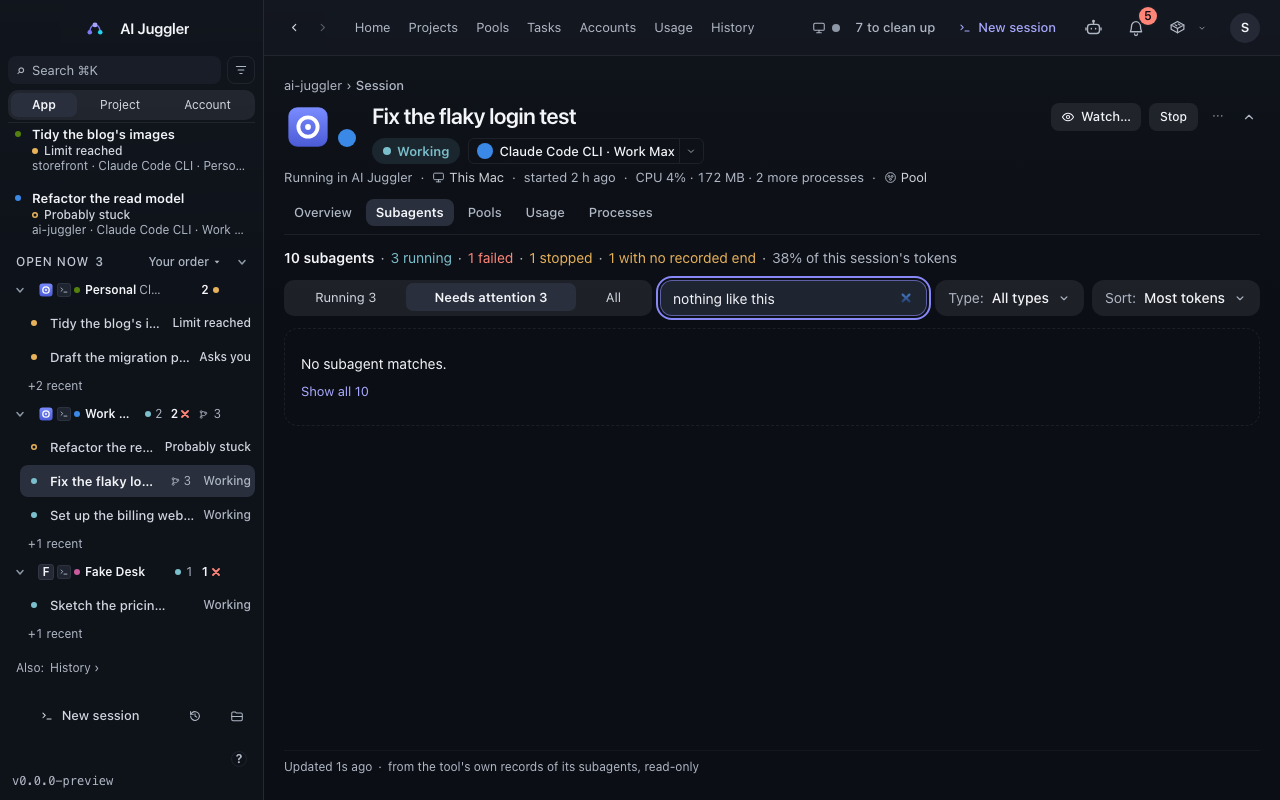 AI Juggler
Search ⌘K
App Project Account
Tidy the blog's images
Limit reached
storefront · Claude Code CLI · Perso...
Refactor the read model
Probably stuck
ai-juggler · Claude Code CLI · Work ...
OPEN NOW 3 Your order
Personal Cl... 2
Tidy the blog's i... Limit reached
Draft the migration p... Asks you
+2 recent
Work ... 2 2 3
Refactor the re... Probably stuck
Fix the flaky lo... 3 Working
Set up the billing web... Working
+1 recent
F Fake Desk 1 1
Sketch the pricin... Working
+1 recent
Also: History ›
New session
?
v0.0.0-preview
Home Projects Pools Tasks Accounts Usage History 7 to clean up New session 5 S
ai-juggler › Session
Fix the flaky login test
Watch... Stop ···
Working Claude Code CLI · Work Max
Running in AI Juggler · This Mac · started 2 h ago · CPU 4% · 172 MB · 2 more processes · Pool
Overview Subagents Pools Usage Processes
10 subagents · 3 running · 1 failed · 1 stopped · 1 with no recorded end · 38% of this session's tokens
Running 3 Needs attention 3 All nothing like this Type: All types Sort: Most tokens
No subagent matches.
Show all 10
Updated 1s ago · from the tool's own records of its subagents, read-only